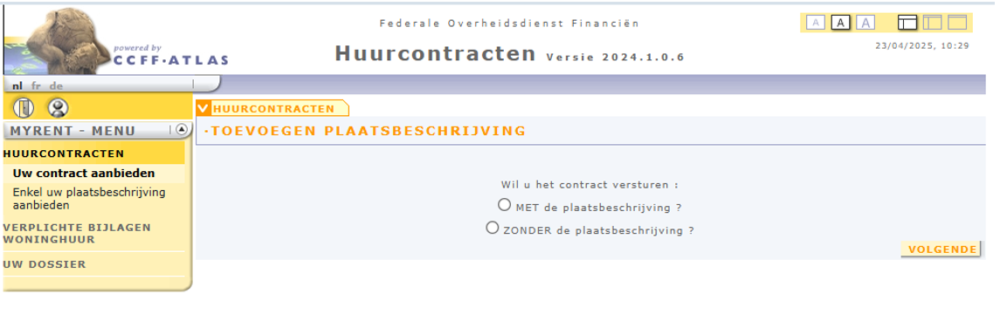 Federale Overheidsdienst Financiën
A A A
powered by
CCFF·ATLAS
Huurcontracten Versie 2024.1.0.6
23/04/2025, 10:29
nl fr de
HUURCONTRACTEN
MYRENT - MENU
·TOEVOEGEN PLAATSBESCHRIJVING
HUURCONTRACTEN
Uw contract aanbieden
Enkel uw plaatsbeschrijving
aanbieden
VERPLICHTE BIJLAGEN
WONINGHUUR
UW DOSSIER
Wil u het contract versturen :
MET de plaatsbeschrijving ?
ZONDER de plaatsbeschrijving ?
VOLGENDE